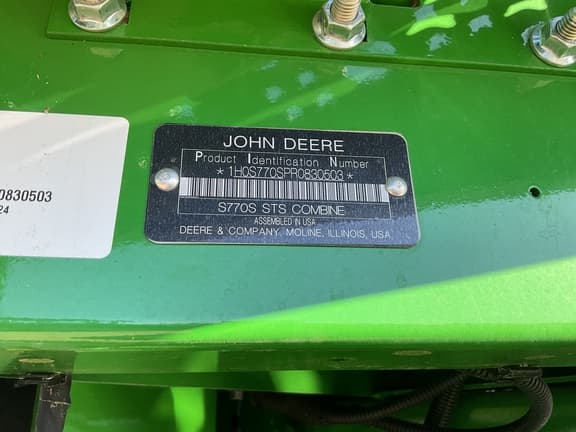 JOHN DEERE
Product Identification Number
*1H0S770SPR0830503*
S770S STS COMBINE
ASSEMBLED IN USA
DEERE & COMPANY, MOLINE, ILLINOIS, USA
0830503
24